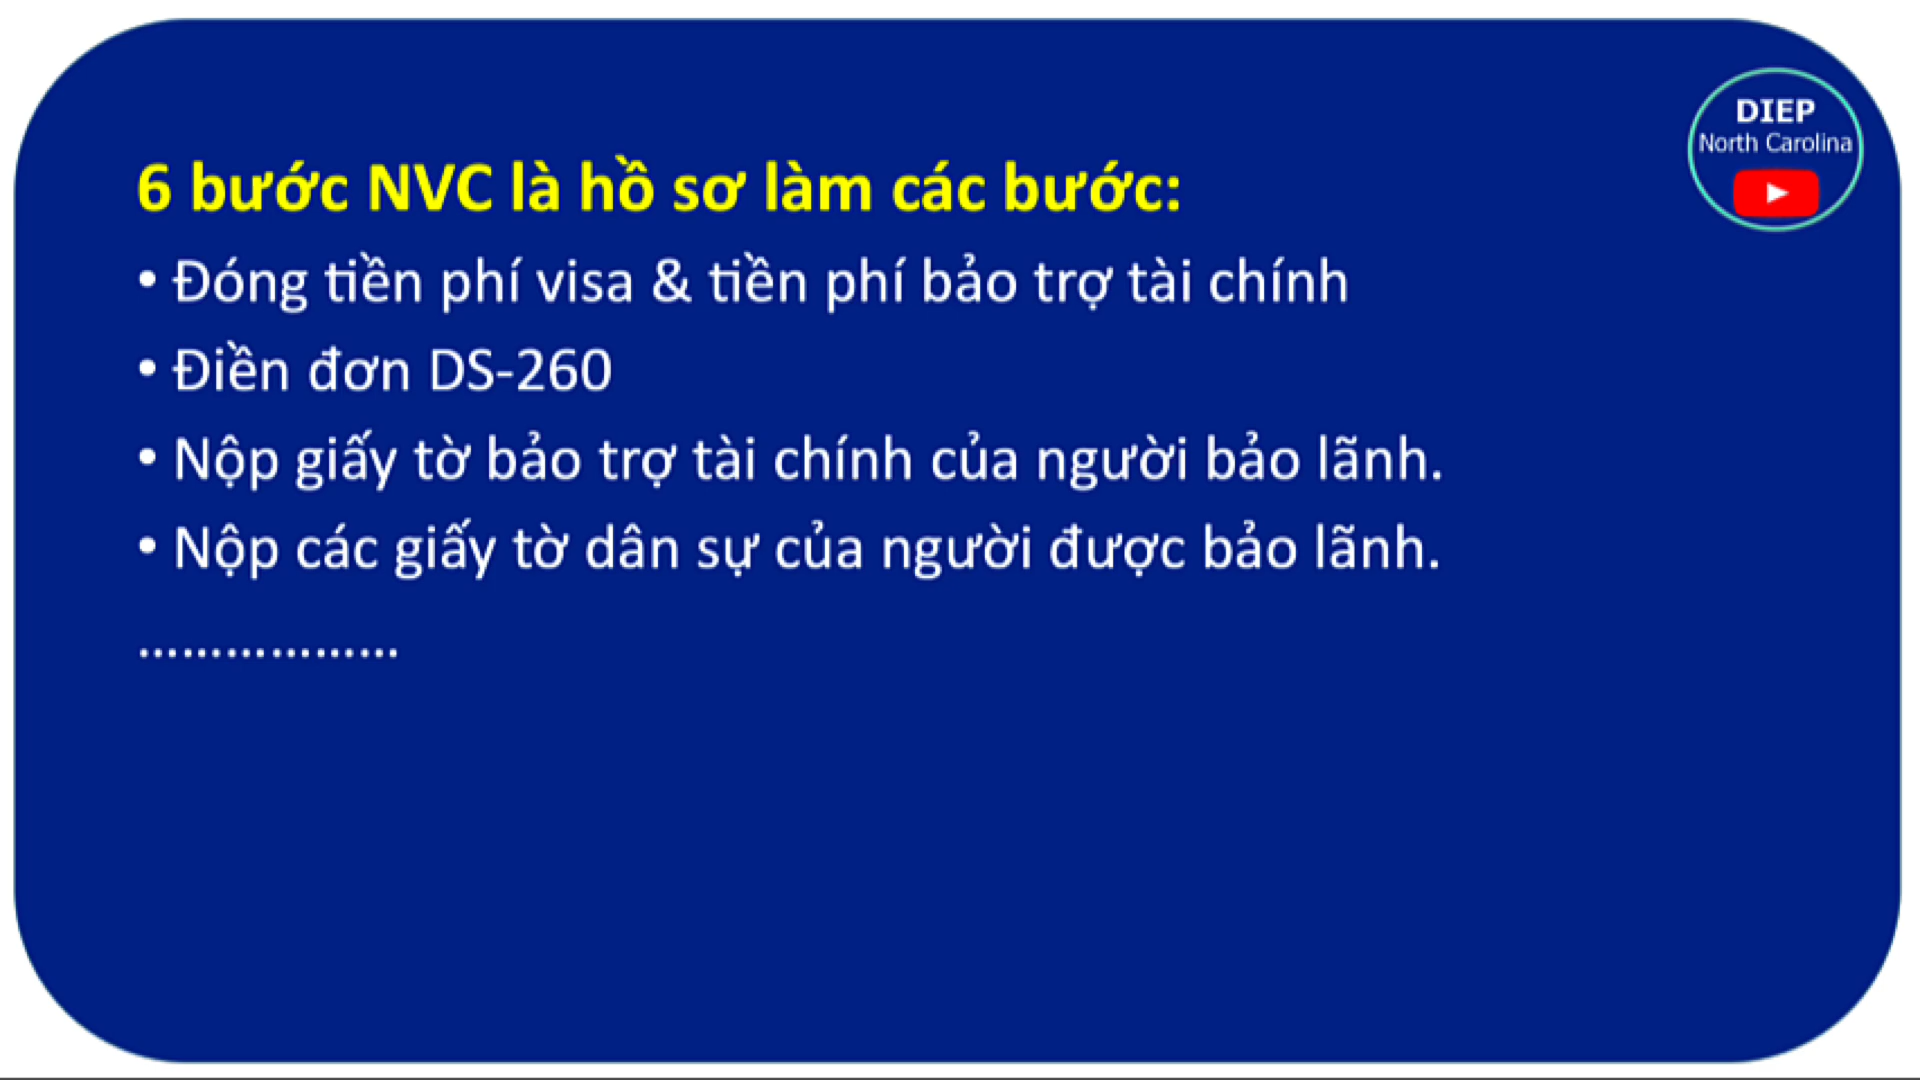 DIEP
North Carolina
6 bước NVC là hồ sơ làm các bước:
• Đóng tiền phí visa & tiền phí bảo trợ tài chính
• Điền đơn DS-260
• Nộp giấy tờ bảo trợ tài chính của người bảo lãnh.
• Nộp các giấy tờ dân sự của người được bảo lãnh.
………………